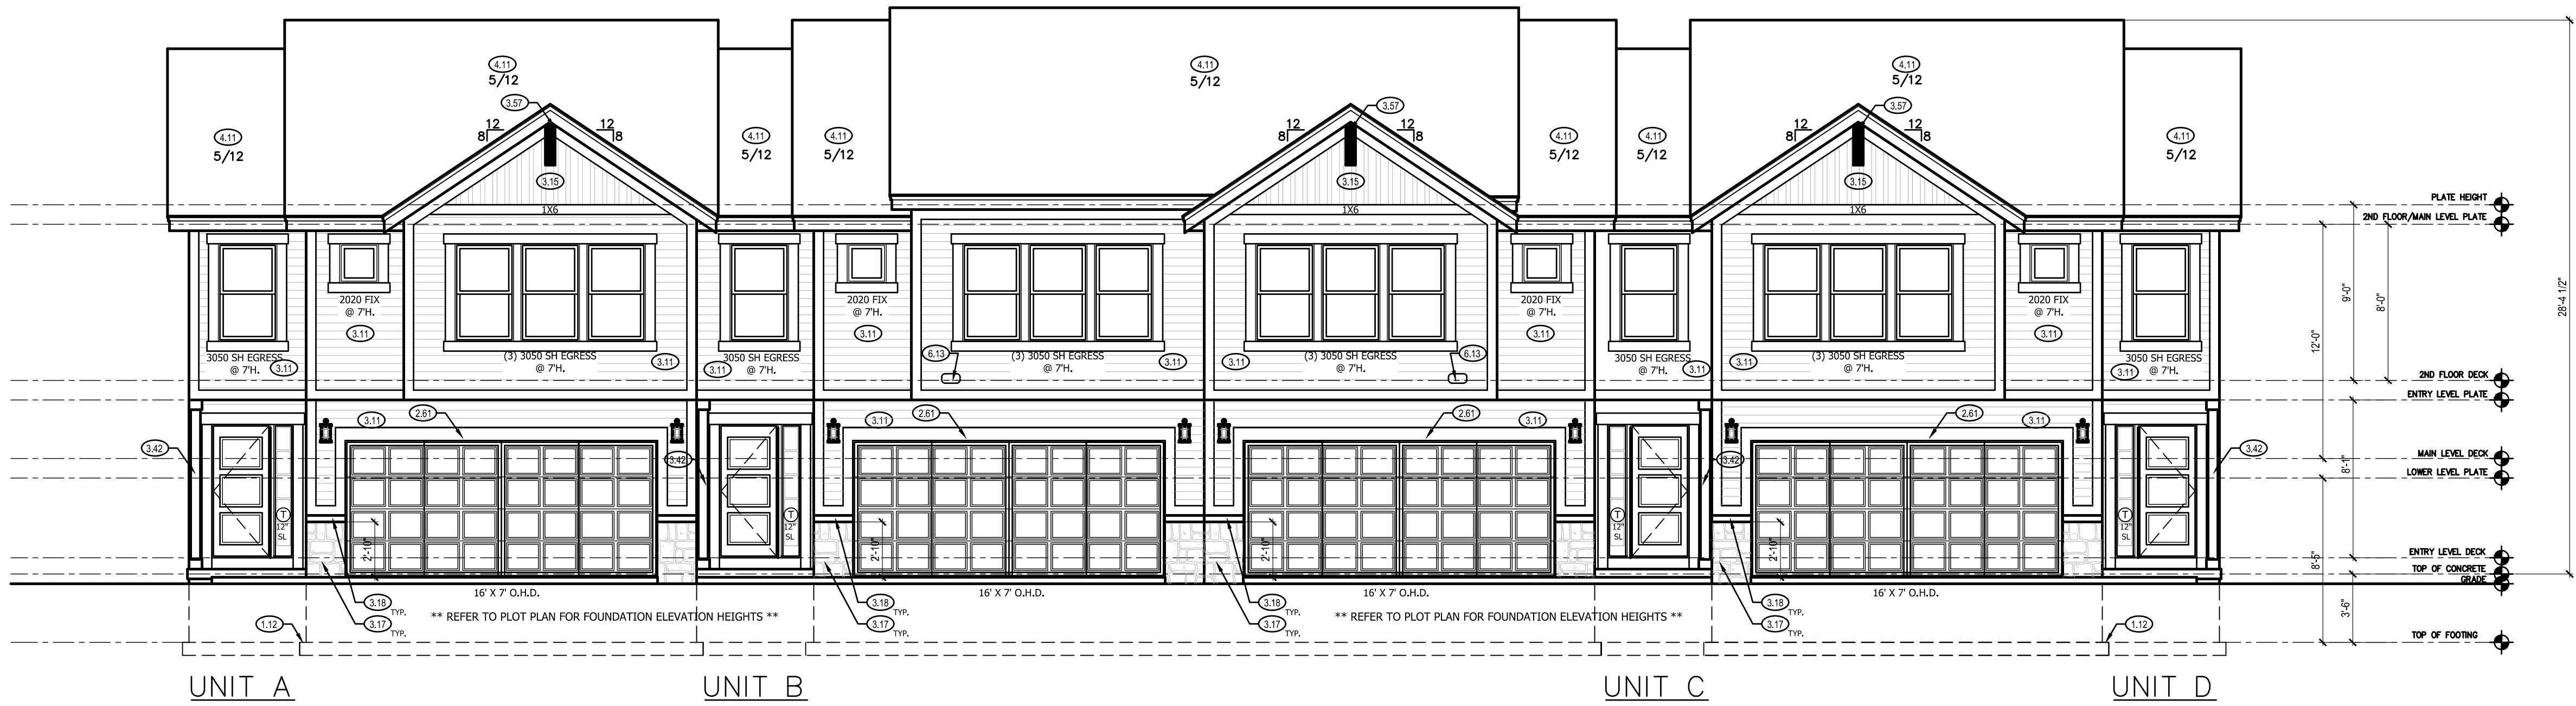 4.11
5/12
4.11
5/12
4.11
5/12
3.57
3.57
3.57
12
8
12
8
12
8
12
8
12
8
12
8
4.11
5/12
4.11
5/12
4.11
5/12
4.11
5/12
4.11
5/12
4.11
5/12
3.15
3.15
3.15
1X6
1X6
1X6
PLATE HEIGHT
2ND FLOOR/MAIN LEVEL PLATE
2020 FIX
@ 7'H.
3.11
2020 FIX
@ 7'H.
3.11
2020 FIX
@ 7'H.
3.11
2020 FIX
@ 7'H.
3.11
3050 SH EGRESS
@ 7'H.
3.11
(3) 3050 SH EGRESS
@ 7'H.
3.11
3050 SH EGRESS
@ 7'H.
3.11
6.13
(3) 3050 SH EGRESS
@ 7'H.
3.11
3.11
(3) 3050 SH EGRESS
@ 7'H.
6.13
3050 SH EGRESS
@ 7'H.
3.11
3.11
(3) 3050 SH EGRESS
@ 7'H.
3050 SH EGRESS
@ 7'H.
3.11
9'-0"
8'-0"
12'-0"
28'-4 1/2"
2ND FLOOR DECK
ENTRY LEVEL PLATE
3.11
2.61
3.11
2.61
2.61
3.11
2.61
3.11
3.42
3.42
3.42
3.42
MAIN LEVEL DECK
LOWER LEVEL PLATE
8'-1"
T
12"
SL
2'-10"
T
12"
SL
2'-10"
2'-10"
T
12"
SL
2'-10"
T
12"
SL
8'-6"
ENTRY LEVEL DECK
TOP OF CONCRETE
GRADE
3'-6"
16' X 7' O.H.D.
16' X 7' O.H.D.
16' X 7' O.H.D.
16' X 7' O.H.D.
3.18
TYP.
3.18
TYP.
3.18
TYP.
3.18
TYP.
** REFER TO PLOT PLAN FOR FOUNDATION ELEVATION HEIGHTS **
** REFER TO PLOT PLAN FOR FOUNDATION ELEVATION HEIGHTS **
1.12
3.17
TYP.
3.17
TYP.
3.17
TYP.
3.17
TYP.
1.12
TOP OF FOOTING
UNIT A
UNIT B
UNIT C
UNIT D